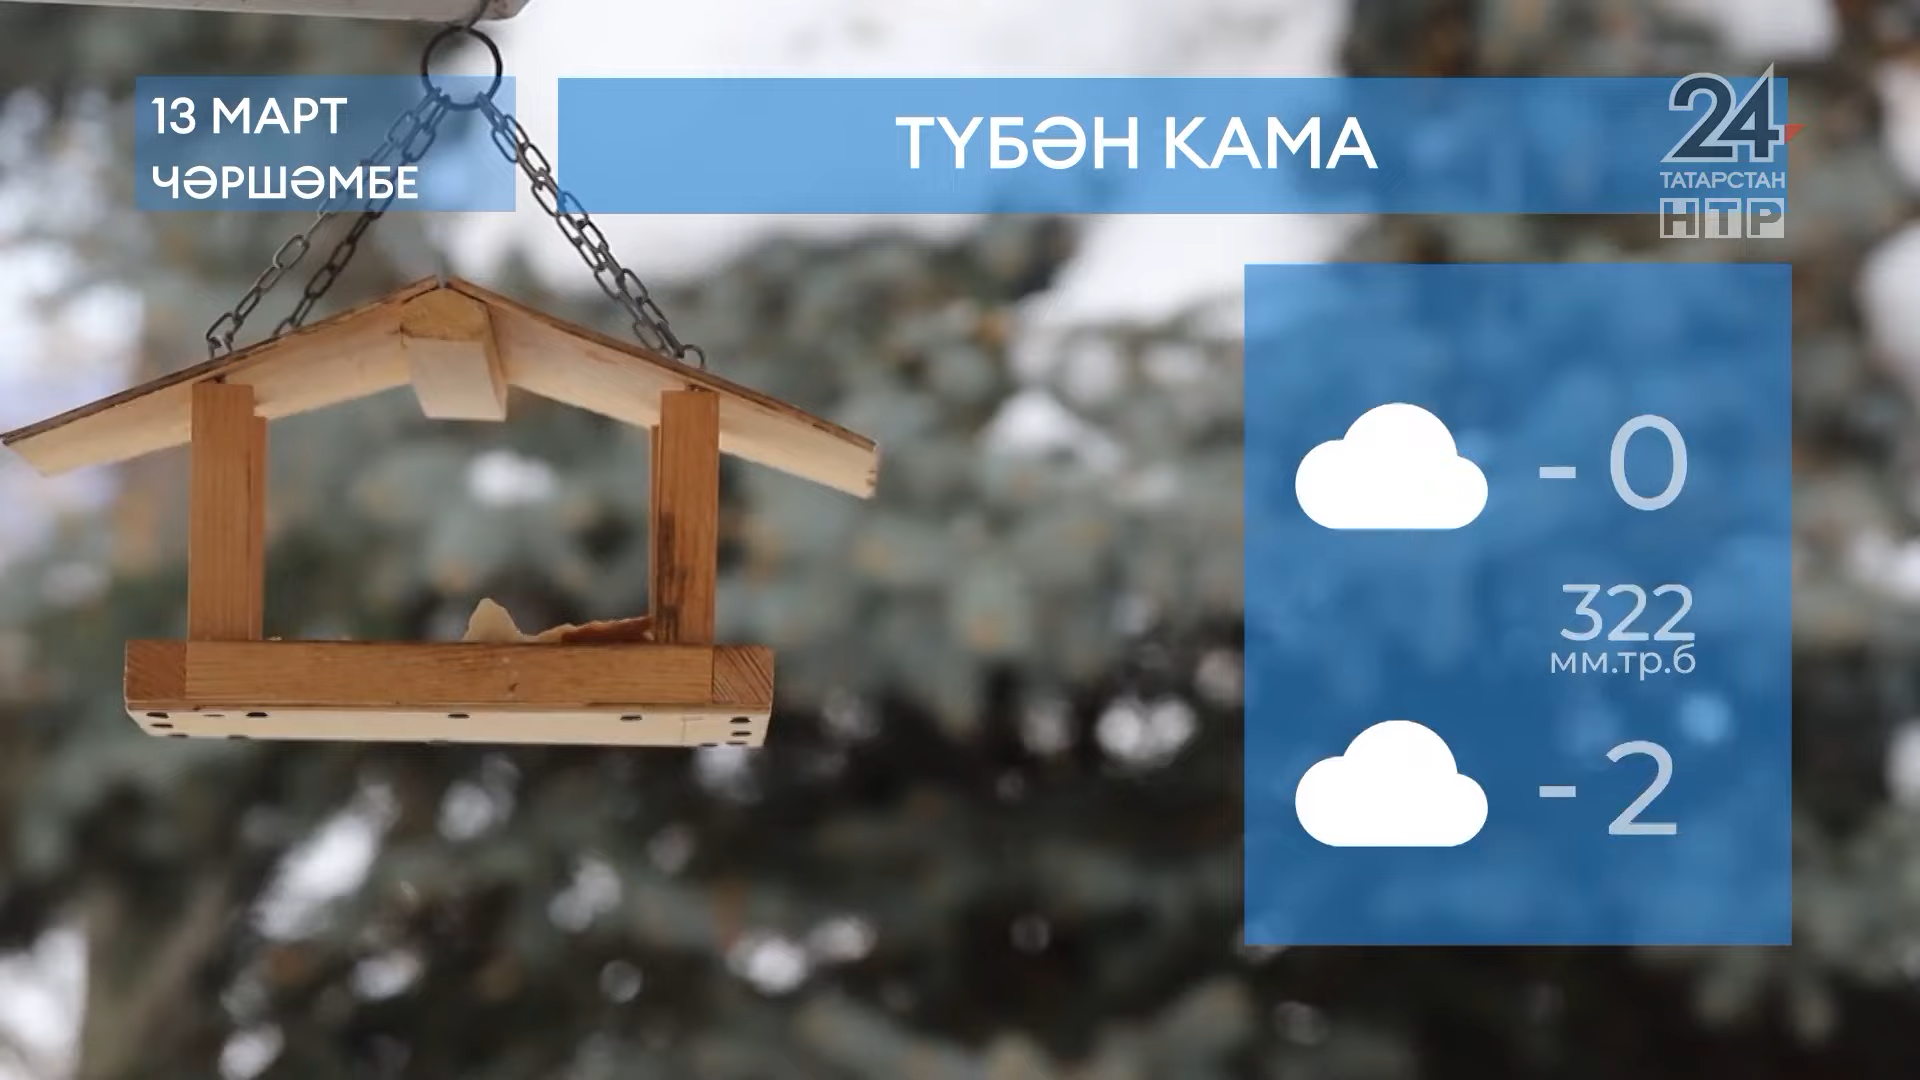 13 МАРТ
ЧӘРШӘМБЕ
ТҮБӘН КАМА
24
ТАТАРСТАН
НТР
- 0
322
мм.тр.б
- 2